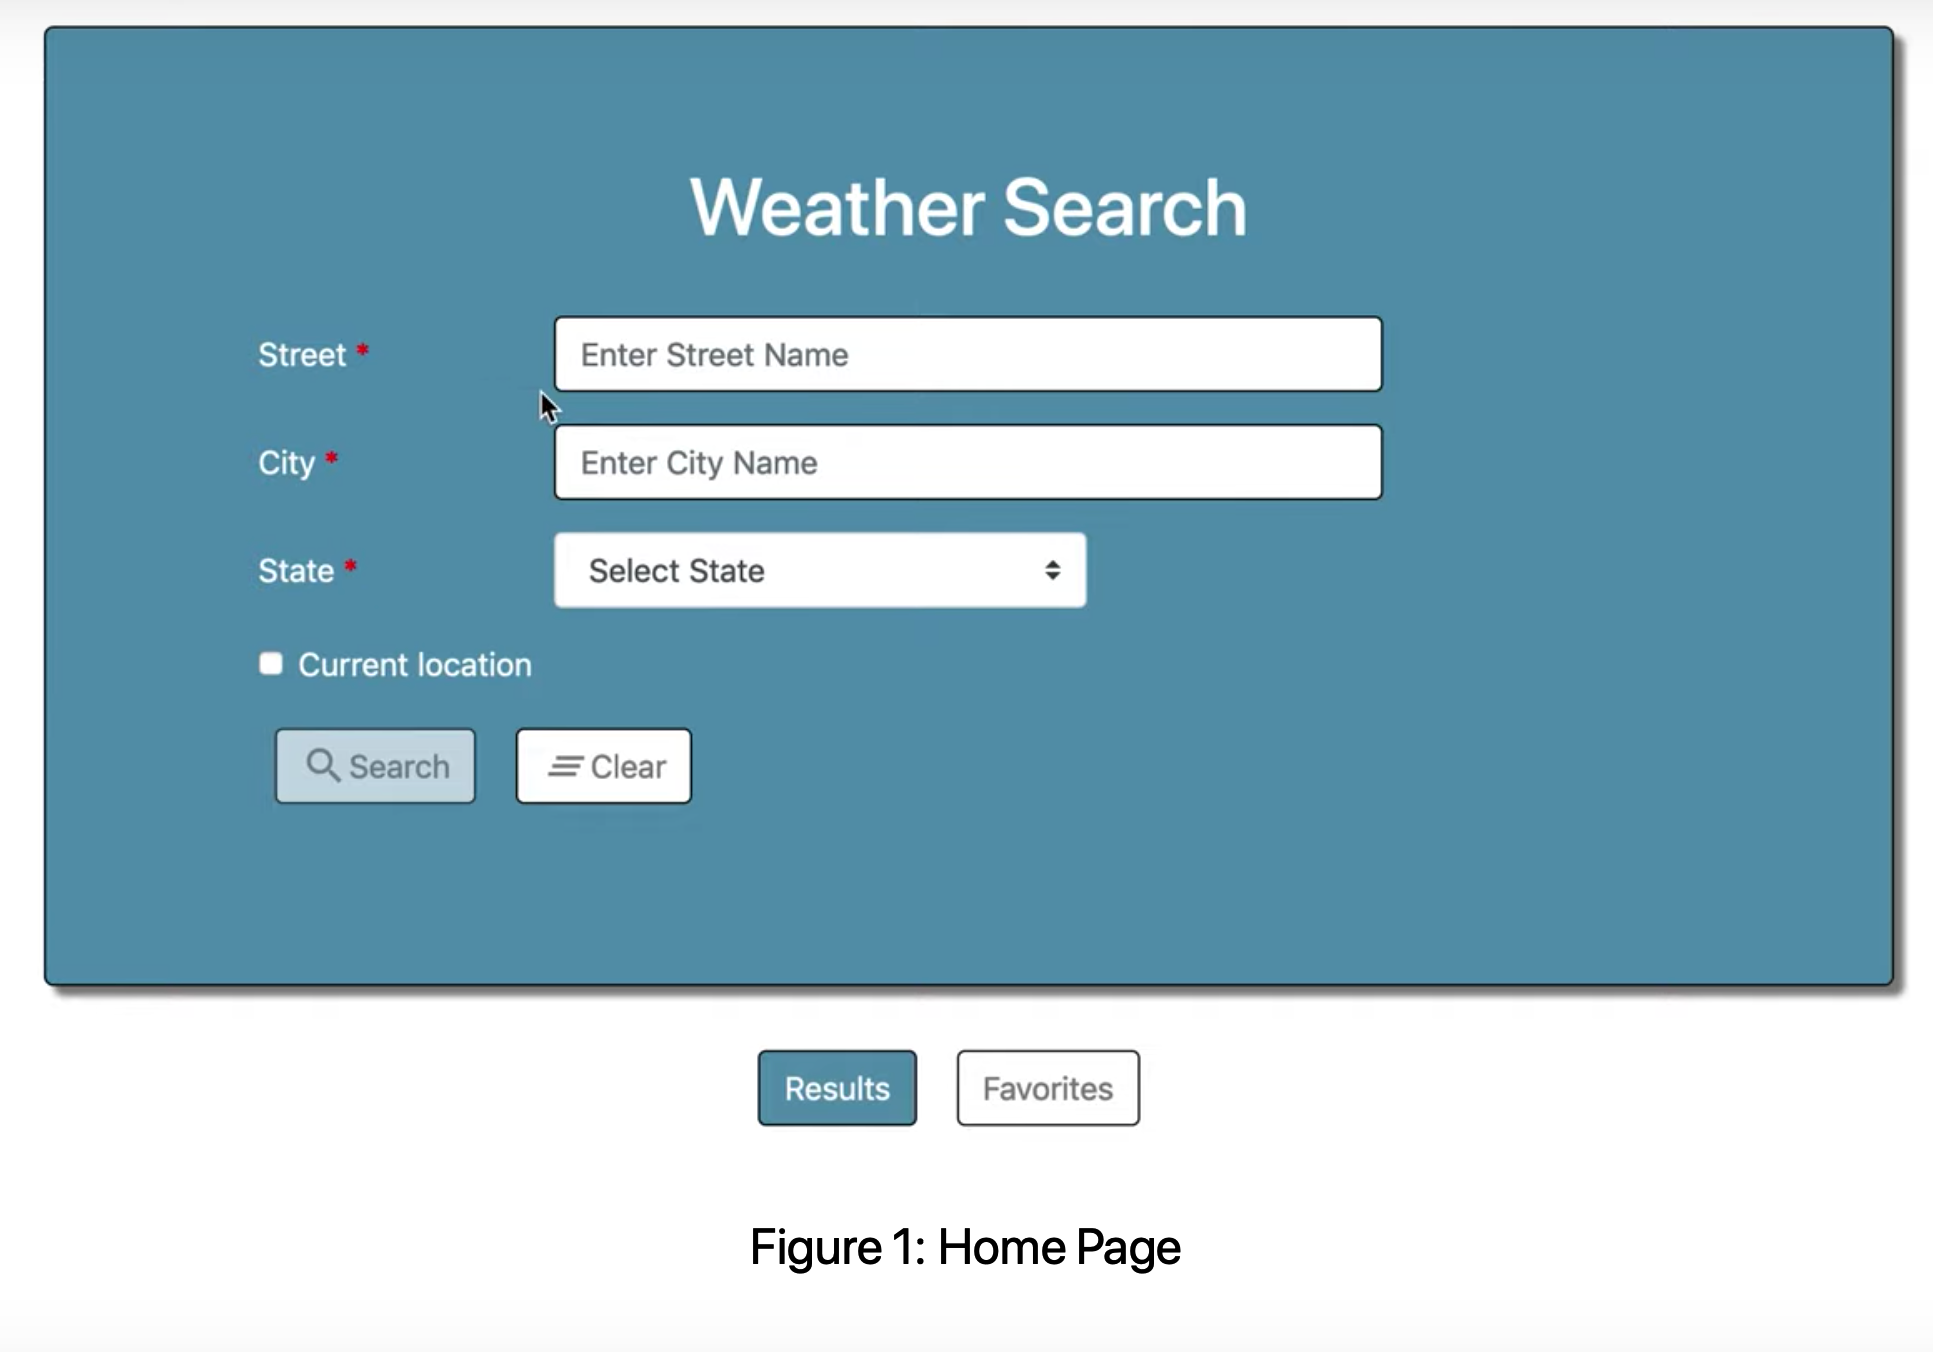 Weather Search
Street * Enter Street Name
City * Enter City Name
State * Select State
Current location
Search Clear
Results Favorites
Figure 1: Home Page